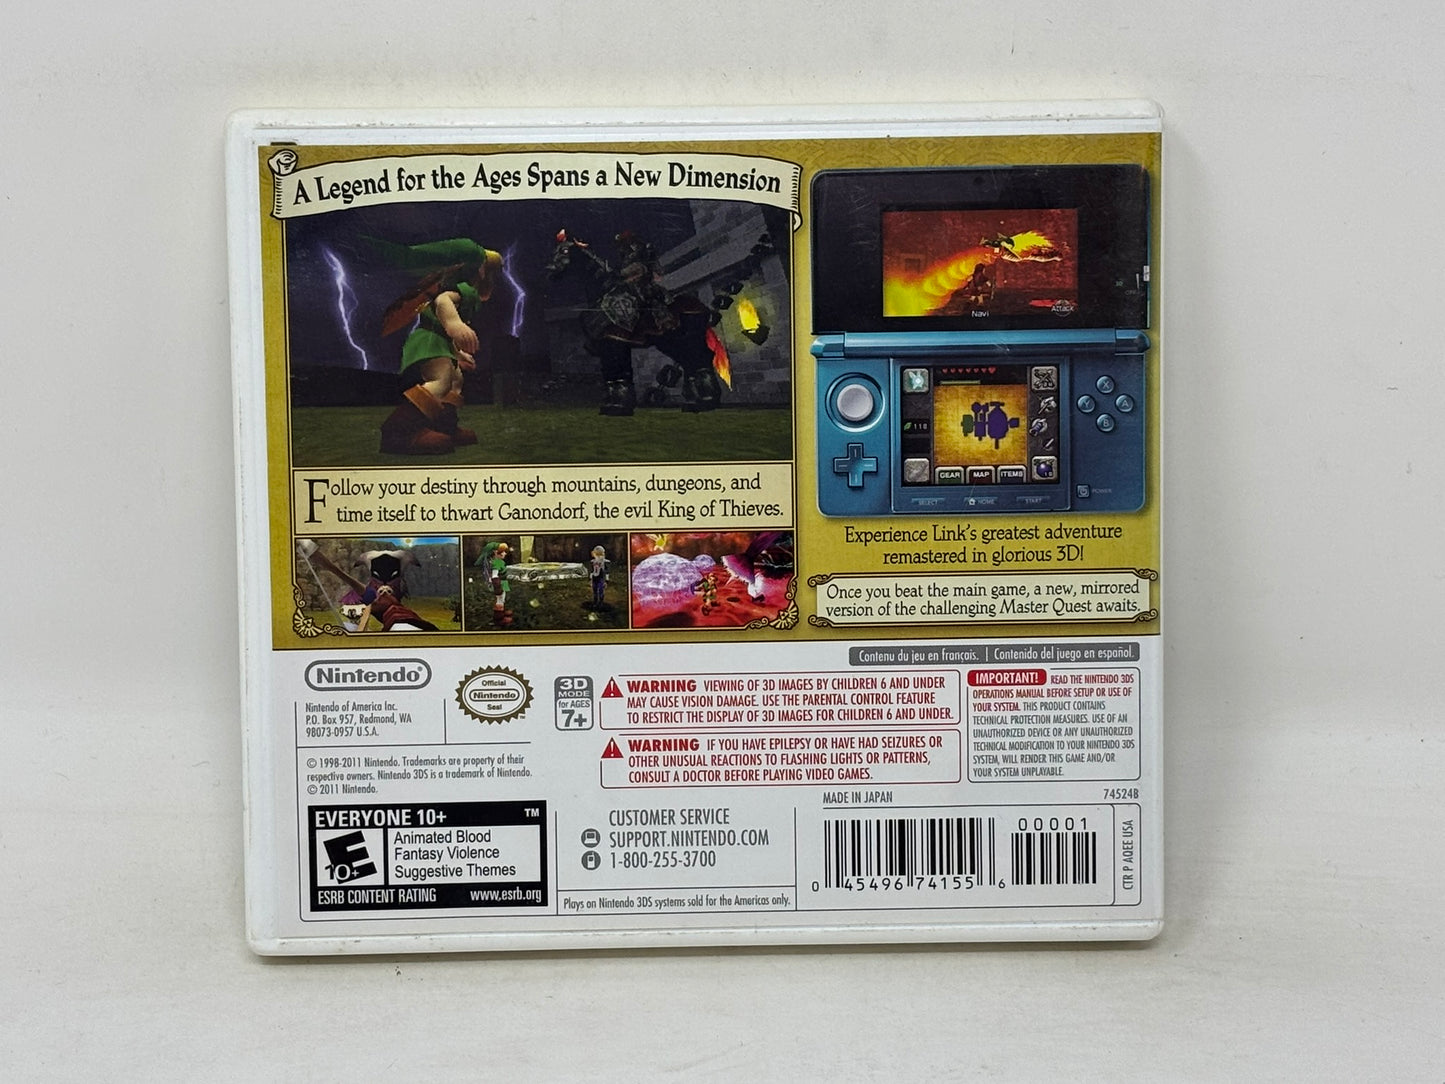 A Legend for the Ages Spans a New Dimension
Follow your destiny through mountains, dungeons, and
time itself to thwart Ganondorf, the evil King of Thieves.
Navi
Attack
118
X
Y
A
B
GEAR
MAP
ITEMS
SELECT
HOME
START
POWER
Experience Link's greatest adventure
remastered in glorious 3D!
Once you beat the main game, a new, mirrored
version of the challenging Master Quest awaits.
Contenu du jeu en français. | Contenido del juego en español.
Nintendo®
Nintendo of America Inc.
P.O. Box 957, Redmond, WA
98073-0957 U.S.A.
Official
Nintendo
Seal
3D
MODE
for AGES
7+
WARNING VIEWING OF 3D IMAGES BY CHILDREN 6 AND UNDER
MAY CAUSE VISION DAMAGE. USE THE PARENTAL CONTROL FEATURE
TO RESTRICT THE DISPLAY OF 3D IMAGES FOR CHILDREN 6 AND UNDER.
WARNING IF YOU HAVE EPILEPSY OR HAVE HAD SEIZURES OR
OTHER UNUSUAL REACTIONS TO FLASHING LIGHTS OR PATTERNS,
CONSULT A DOCTOR BEFORE PLAYING VIDEO GAMES.
IMPORTANT! READ THE NINTENDO 3DS
OPERATIONS MANUAL BEFORE SETUP OR USE OF
YOUR SYSTEM. THIS PRODUCT CONTAINS
TECHNICAL PROTECTION MEASURES. USE OF AN
UNAUTHORIZED DEVICE OR ANY UNAUTHORIZED
TECHNICAL MODIFICATION TO YOUR NINTENDO 3DS
SYSTEM, WILL RENDER THIS GAME AND/OR
YOUR SYSTEM UNPLAYABLE.
© 1998-2011 Nintendo. Trademarks are property of their
respective owners. Nintendo 3DS is a trademark of Nintendo.
© 2011 Nintendo.
EVERYONE 10+ ™
E
10+
Animated Blood
Fantasy Violence
Suggestive Themes
ESRB CONTENT RATING www.esrb.org
CUSTOMER SERVICE
SUPPORT.NINTENDO.COM
1-800-255-3700
Plays on Nintendo 3DS systems sold for the Americas only.
MADE IN JAPAN
74524B
00001
0 45496 74155 6
CTR P AQEE USA